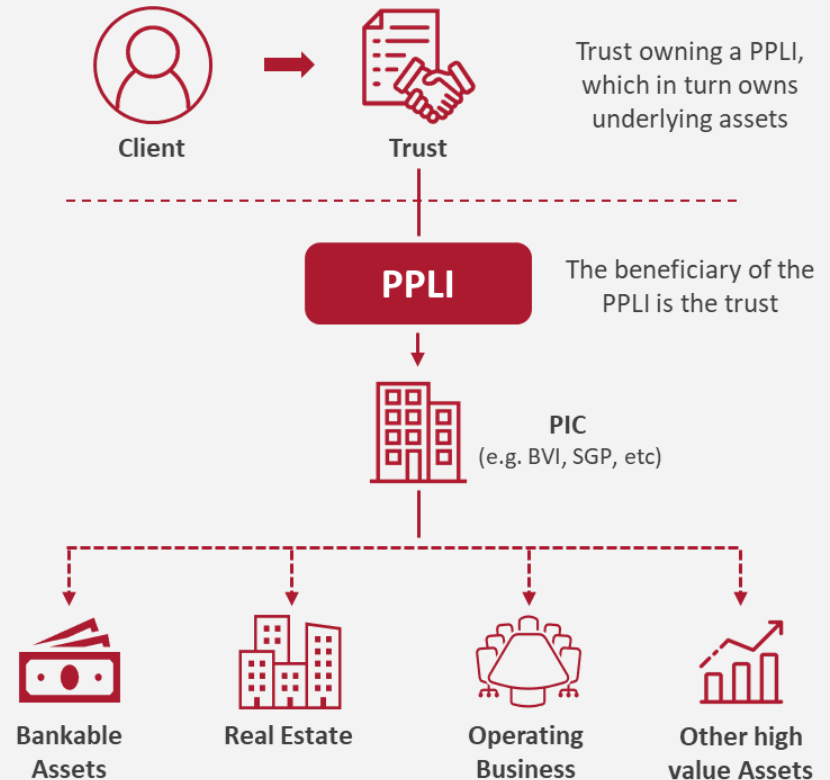 Client
Trust
Trust owning a PPLI,
which in turn owns
underlying assets
PPLI
The beneficiary of the
PPLI is the trust
PIC
(e.g. BVI, SGP, etc)
Bankable
Assets
Real Estate
Operating
Business
Other high
value Assets